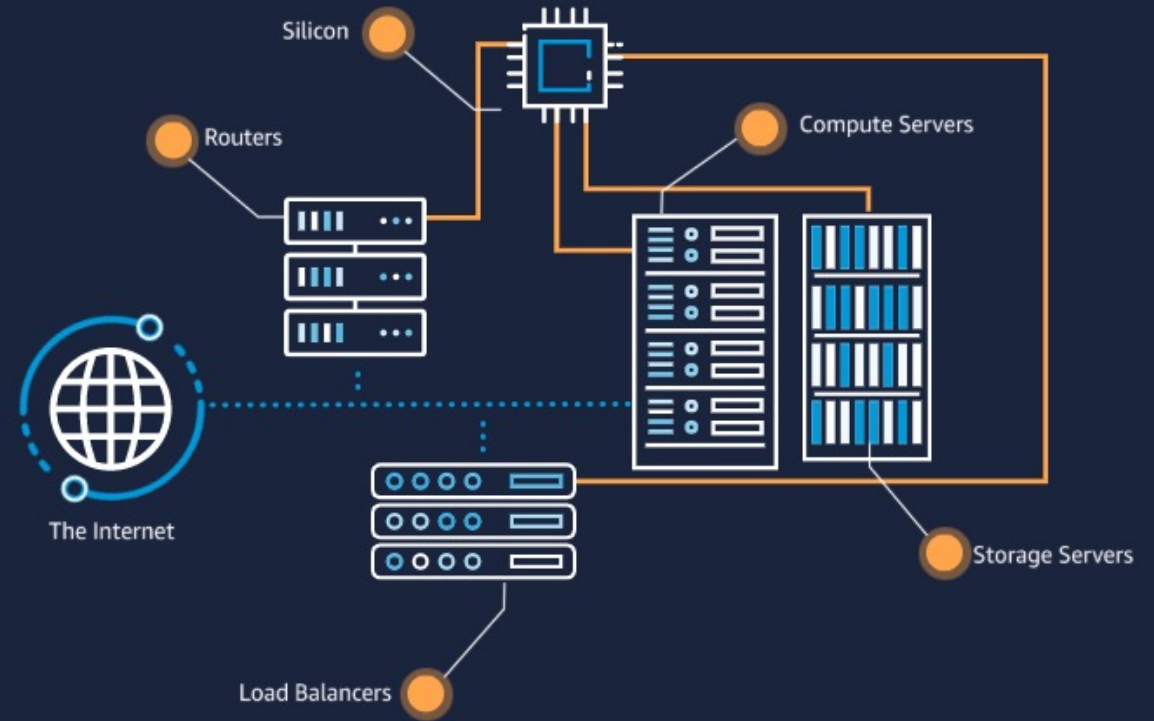 Silicon
Routers
Compute Servers
The Internet
Storage Servers
Load Balancers